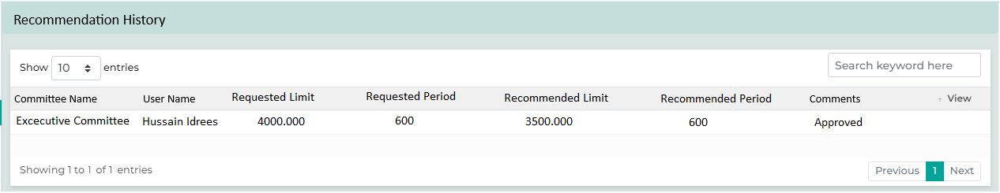 Recommendation History
Show 10 entries Search keyword here
Committee Name User Name Requested Limit Requested Period Recommended Limit Recommended Period Comments View
Excecutive Committee Hussain Idrees 4000.000 600 3500.000 600 Approved
Showing 1 to 1 of 1 entries Previous 1 Next